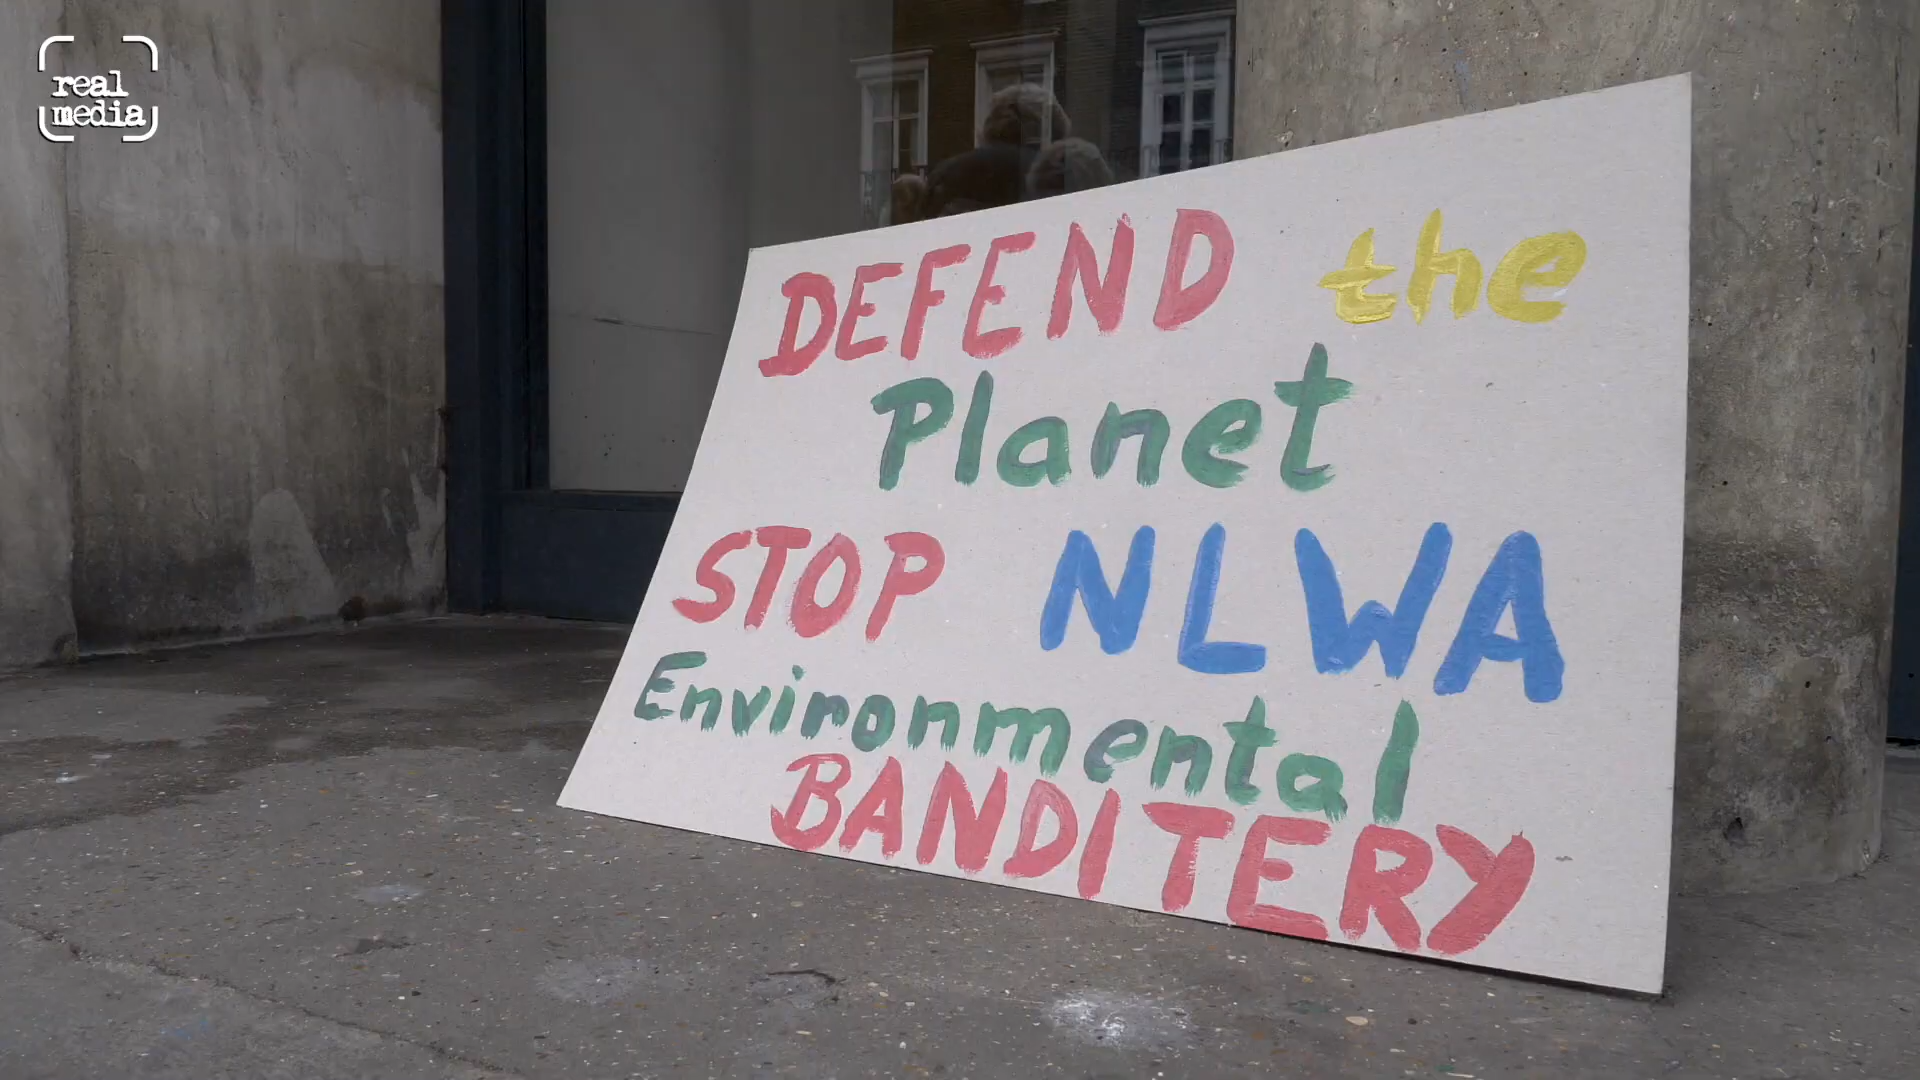 real
media
DEFEND the
Planet
STOP NLWA
Environmental
BANDITERY